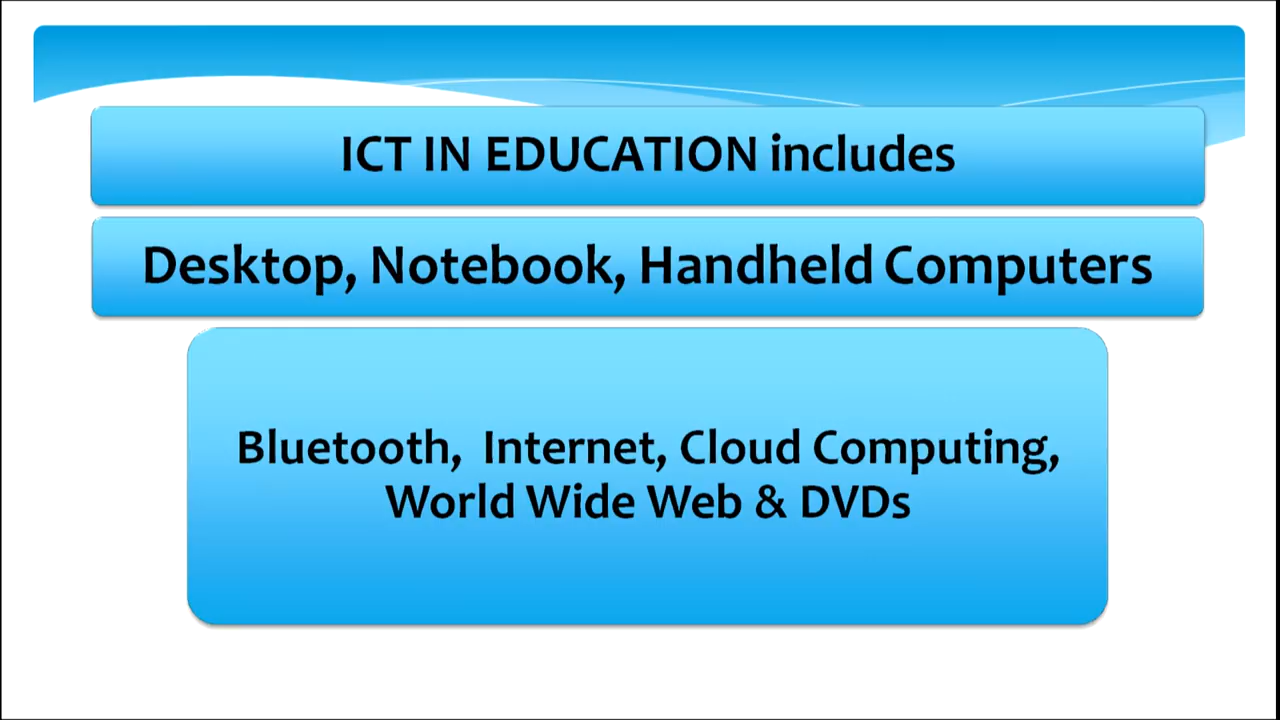 ICT IN EDUCATION includes
Desktop, Notebook, Handheld Computers
Bluetooth, Internet, Cloud Computing,
World Wide Web & DVDs